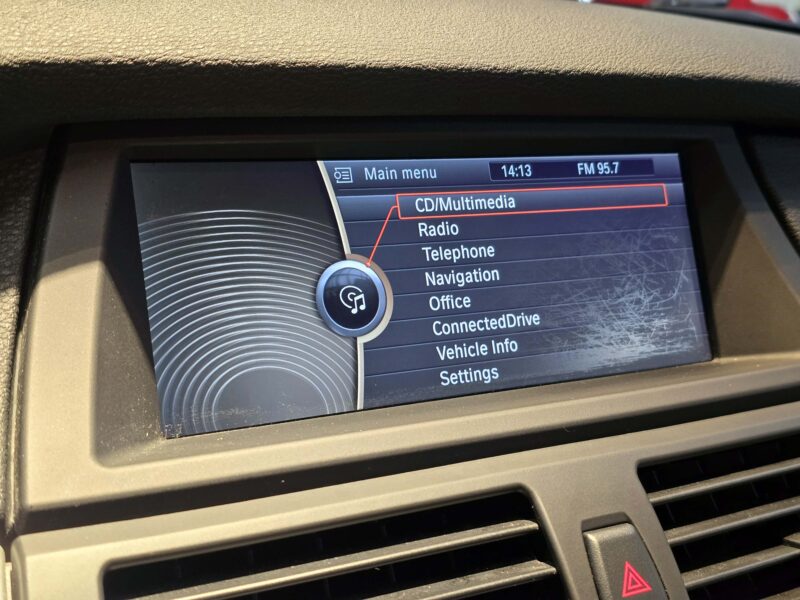 Main menu 14:13 FM 95.7
CD/Multimedia
Radio
Telephone
Navigation
Office
ConnectedDrive
Vehicle Info
Settings